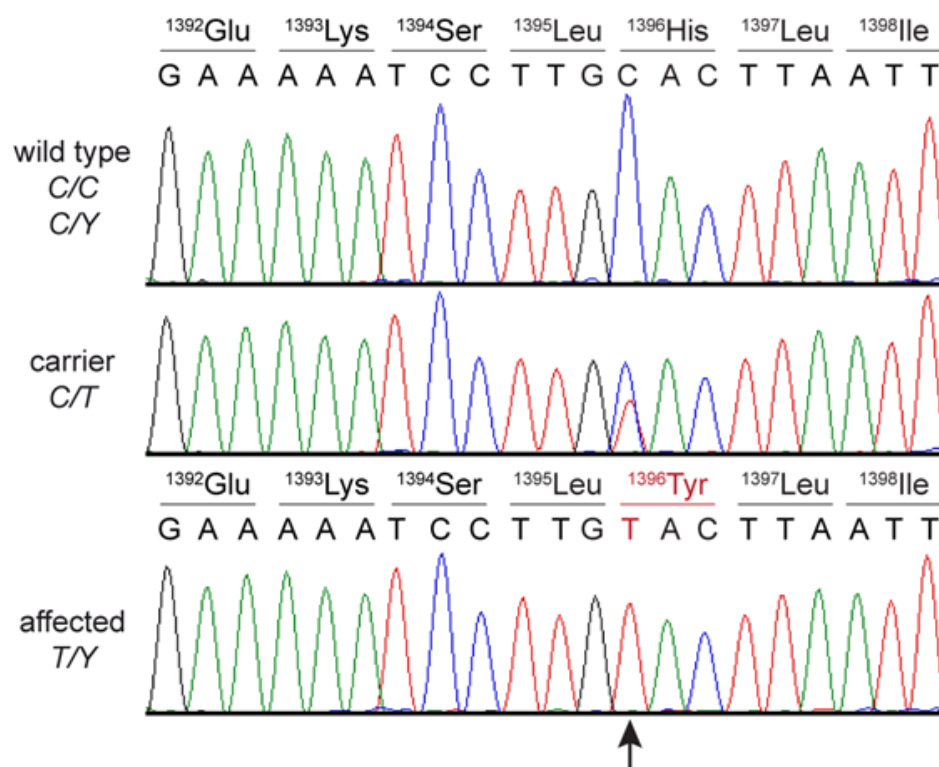 ¹³⁹²Glu ¹³⁹³Lys ¹³⁹⁴Ser ¹³⁹⁵Leu ¹³⁹⁶His ¹³⁹⁷Leu ¹³⁹⁸Ile
G A A A A A T C C T T G C A C T T A A T T
wild type
C/C
C/Y
carrier
C/T
¹³⁹²Glu ¹³⁹³Lys ¹³⁹⁴Ser ¹³⁹⁵Leu ¹³⁹⁶Tyr ¹³⁹⁷Leu ¹³⁹⁸Ile
G A A A A A T C C T T G T A C T T A A T T
affected
T/Y